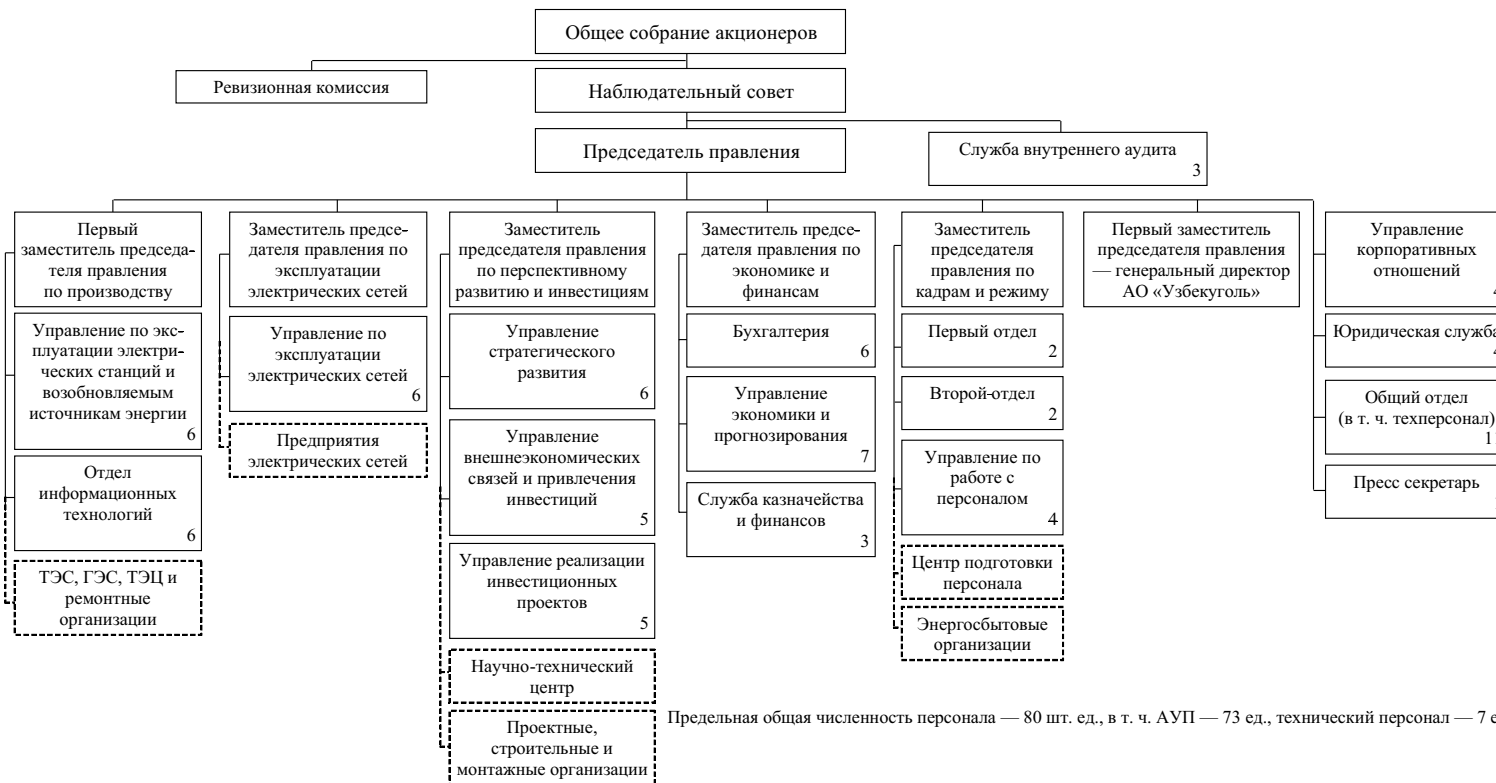 Общее собрание акционеров
Ревизионная комиссия
Наблюдательный совет
Председатель правления
Служба внутреннего аудита
3
Первый
заместитель председа-
теля правления
по производству
Управление по экс-
плуатации электри-
ческих станций и
возобновляемым
источникам энергии
6
Отдел
информационных
технологий
6
ТЭС, ГЭС, ТЭЦ и
ремонтные
организации
Заместитель предсе-
дателя правления по
эксплуатации
электрических сетей
Управление по
эксплуатации
электрических сетей
6
Предприятия
электрических сетей
Заместитель
председателя правления
по перспективному
развитию и инвестициям
Управление
стратегического
развития
6
Управление
внешнеэкономических
связей и привлечения
инвестиций
5
Управление реализации
инвестиционных
проектов
5
Научно-технический
центр
Проектные,
строительные и
монтажные организации
Заместитель предсе-
дателя правления по
экономике и
финансам
Бухгалтерия
6
Управление
экономики и
прогнозирования
7
Служба казначейства
и финансов
3
Заместитель
председателя
правления по
кадрам и режиму
Первый отдел
2
Второй-отдел
2
Управление по
работе с
персоналом
4
Центр подготовки
персонала
Энергосбытовые
организации
Первый заместитель
председателя правления
— генеральный директор
АО «Узбекуголь»
Управление
корпоративных
отношений
Юридическая служба
Общий отдел
(в т. ч. техперсонал)
Пресс секретарь
Предельная общая численность персонала — 80 шт. ед., в т. ч. АУП — 73 ед., технический персонал — 7 е